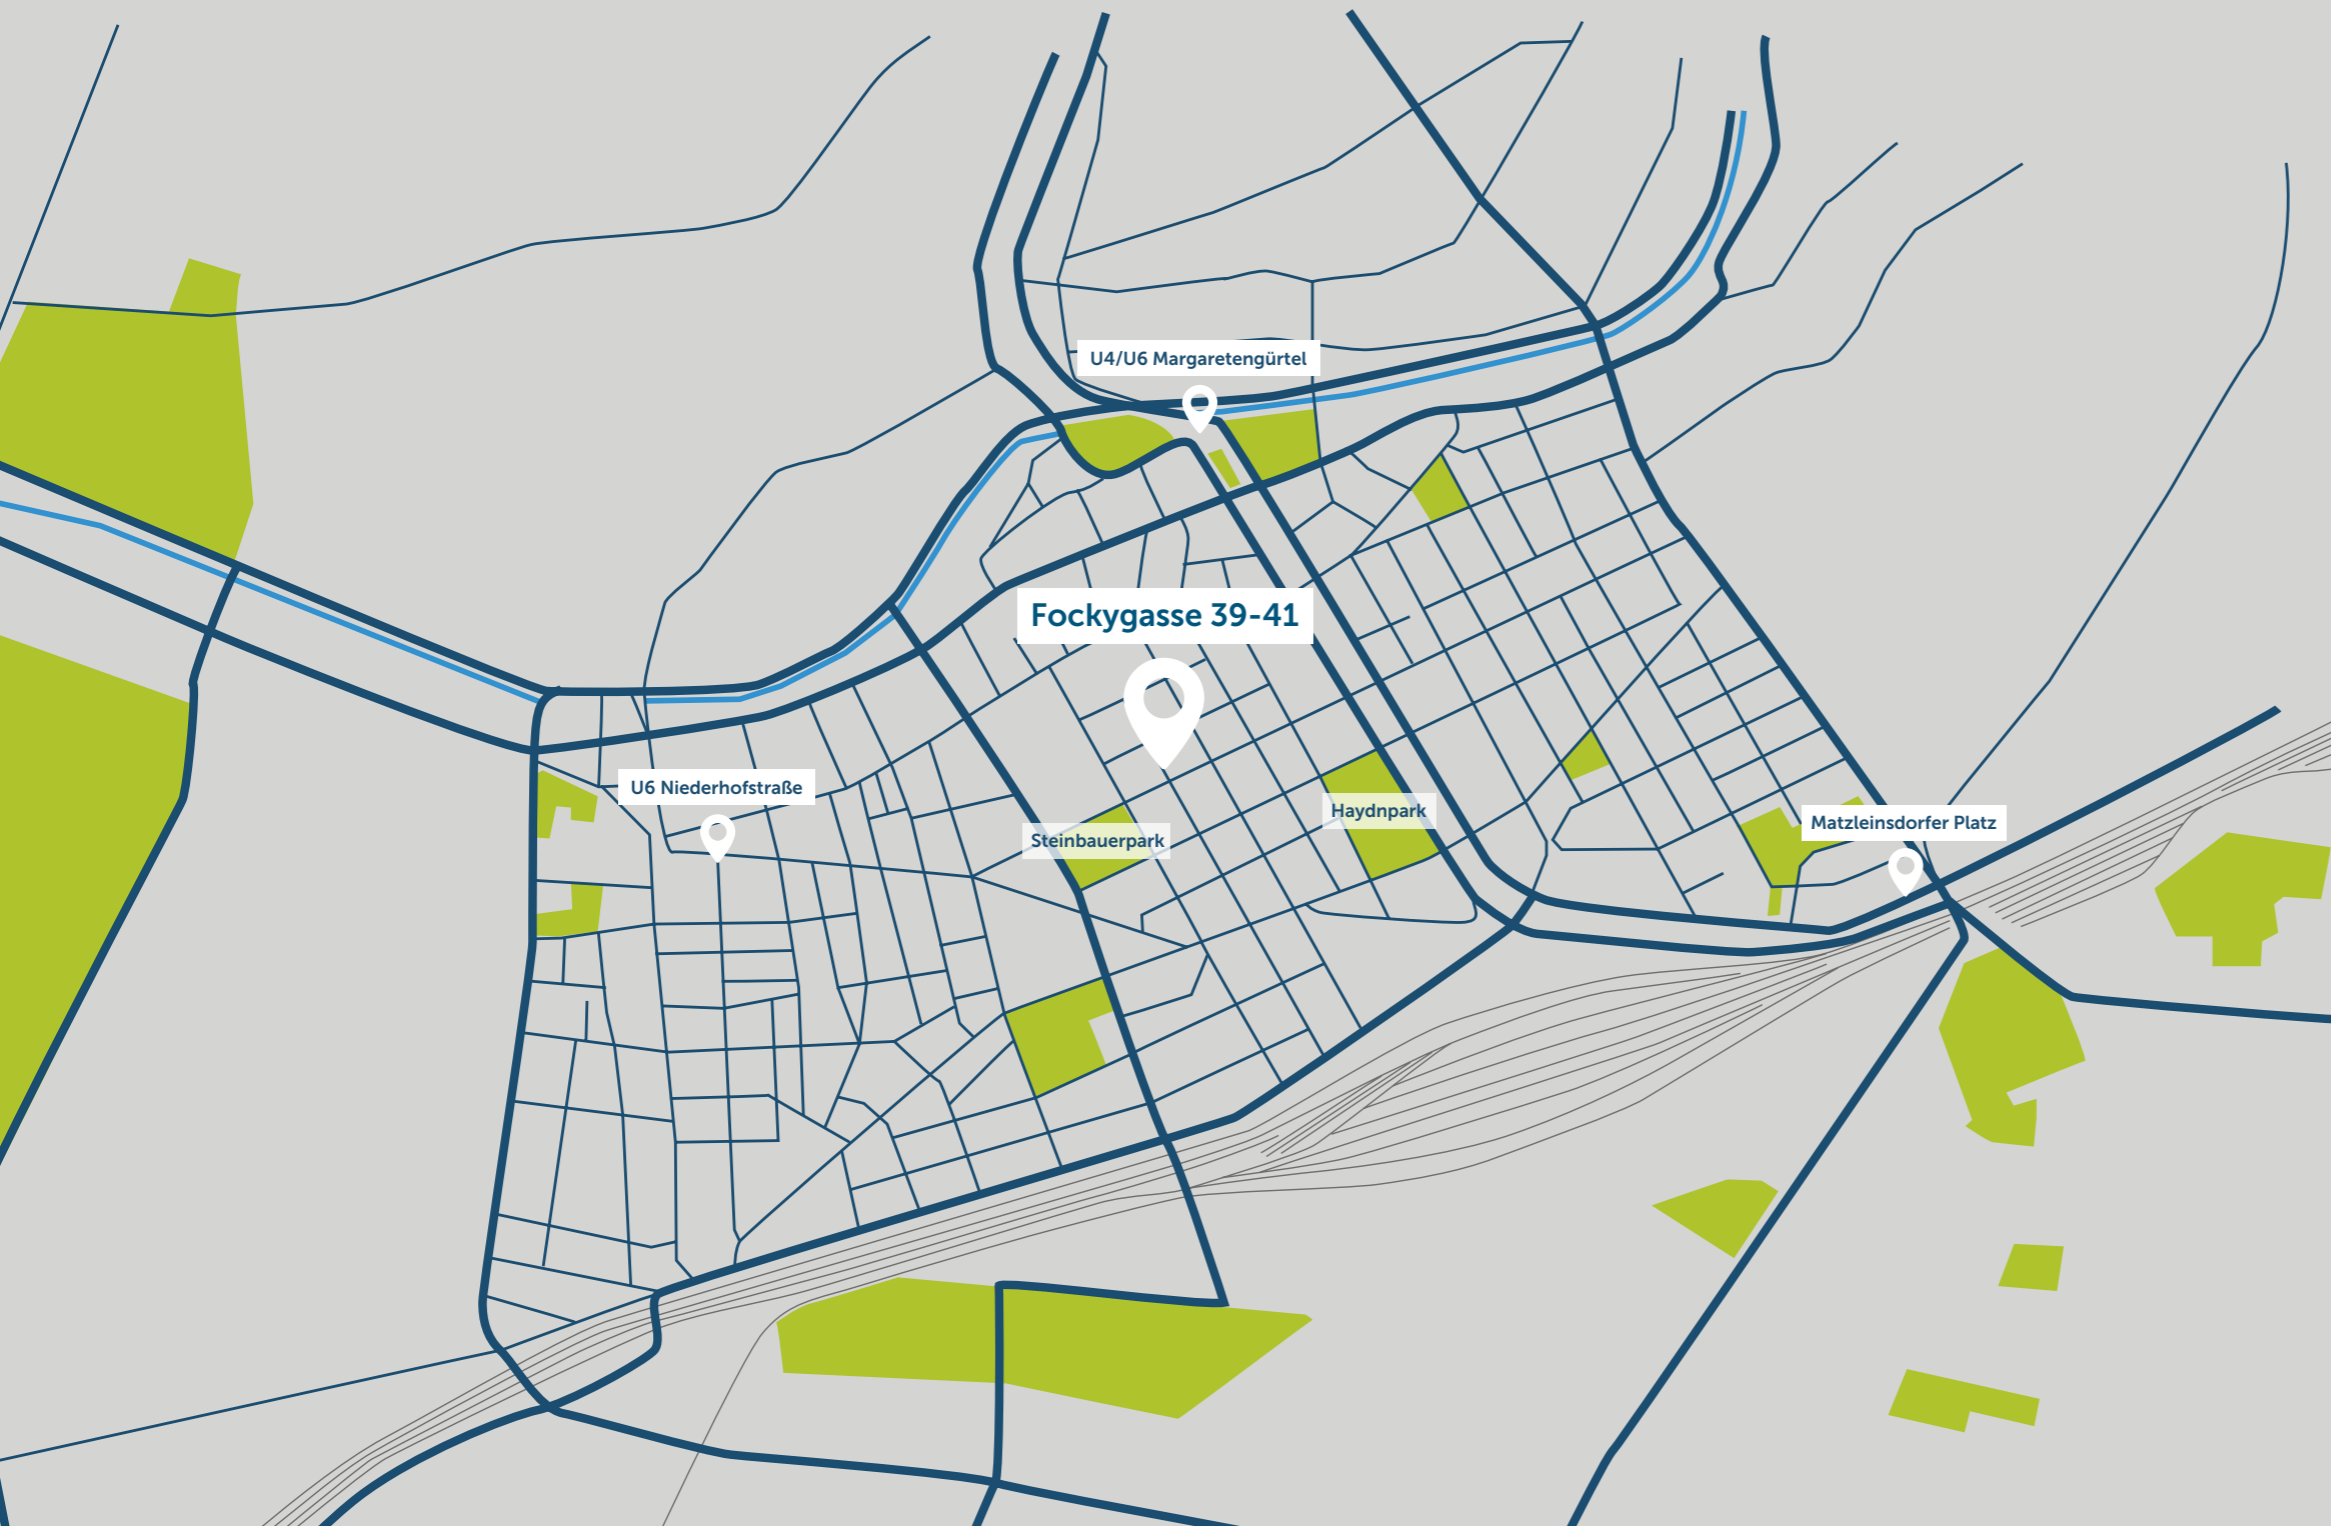 U4/U6 Margaretengürtel
Fockygasse 39-41
U6 Niederhofstraße
Haydnpark
Matzleinsdorfer Platz
Steinbauerpark